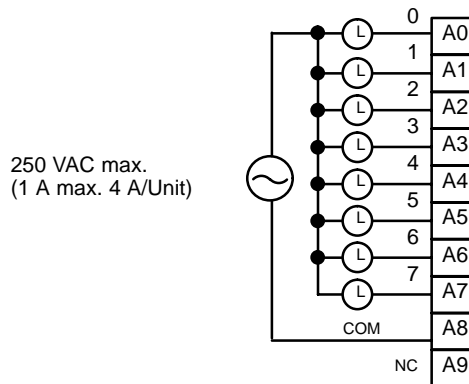 0
L
A0
1
L
A1
2
L
A2
3
L
A3
250 VAC max.
(1 A max. 4 A/Unit)
4
L
A4
5
L
A5
6
L
A6
7
L
A7
COM
A8
NC
A9